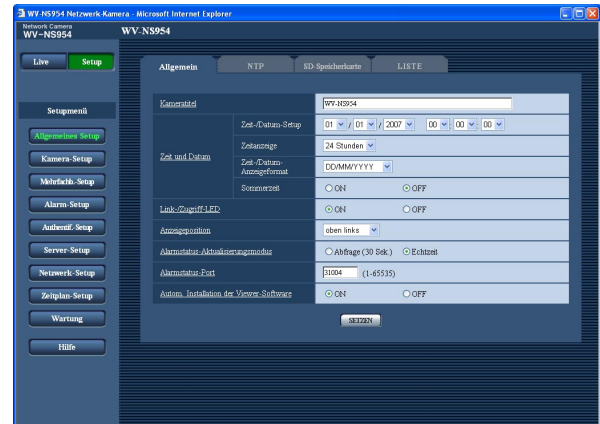 WV-NS954 Netzwerk-Kamera - Microsoft Internet Explorer
Network Camera
WV-NS954
WV-NS954
Live
Setup
Setupmenü
Allgemeines Setup
Kamera-Setup
Mehrfachb.-Setup
Alarm-Setup
Authentif.-Setup
Server-Setup
Netzwerk-Setup
Zeitplan-Setup
Wartung
Hilfe
Allgemein
NTP
SD-Speicherkarte
LISTE
Kameratitel
WV-NS954
Zeit und Datum
Zeit-/Datum-Setup
01 / 01 / 2007 00 : 00 : 00
Zeitanzeige
24 Stunden
Zeit-/Datum-
Anzeigeformat
DD/MM/YYYY
Sommerzeit
ON OFF
Link-/Zugriff-LED
ON OFF
Anzeigeposition
oben links
Alarmstatus-Aktualisierungsmodus
Abfrage (30 Sek.) Echtzeit
Alarmstatus-Port
31004 (1-65535)
Autom. Installation der Viewer-Software
ON OFF
SETZEN